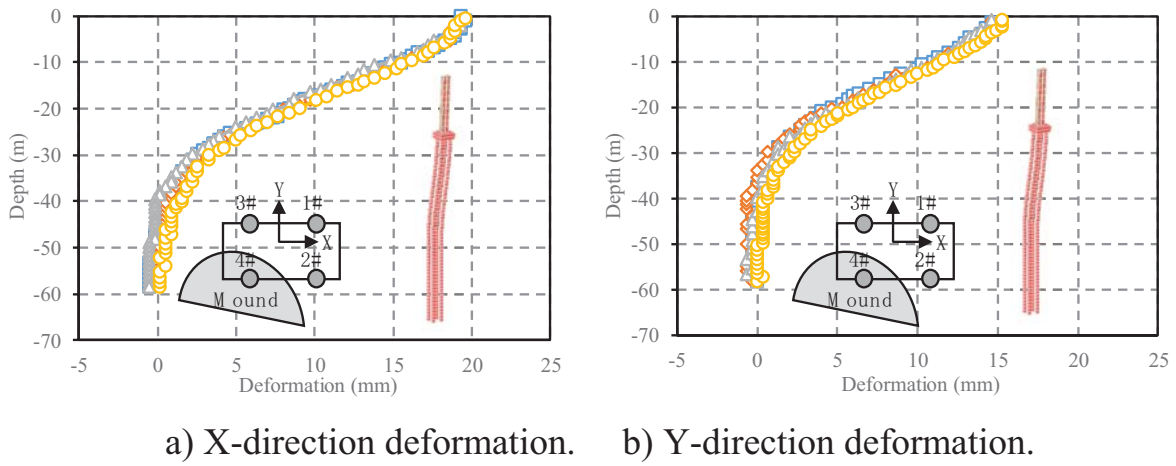 0
-10
-20
-30
-40
-50
-60
-70
Depth (m)
-5 0 5 10 15 20 25
Deformation (mm)
3# Y 1#
X
4# 2#
Mound
0
-10
-20
-30
-40
-50
-60
-70
Depth (m)
-5 0 5 10 15 20 25
Deformation (mm)
3# Y 1#
X
4# 2#
Mound
a) X-direction deformation. b) Y-direction deformation.